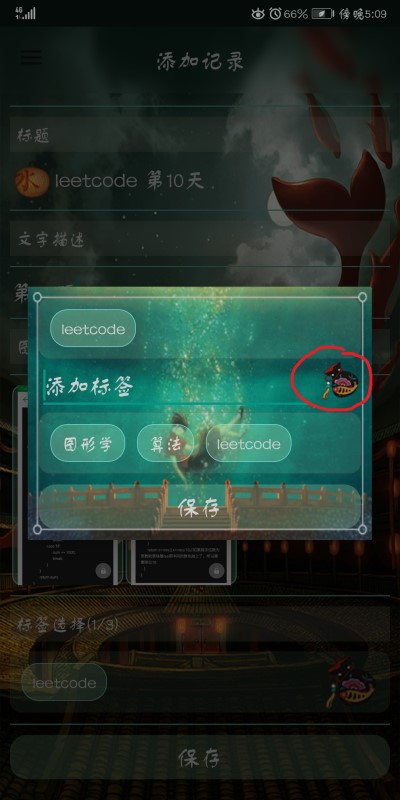 4G 66% 傍晚5:09
添加记录
标题
水 leetcode 第10天
文字描述
第
leetcode
添加标签
图形学 算法 leetcode
保存
标签选择(1/3)
leetcode
保存